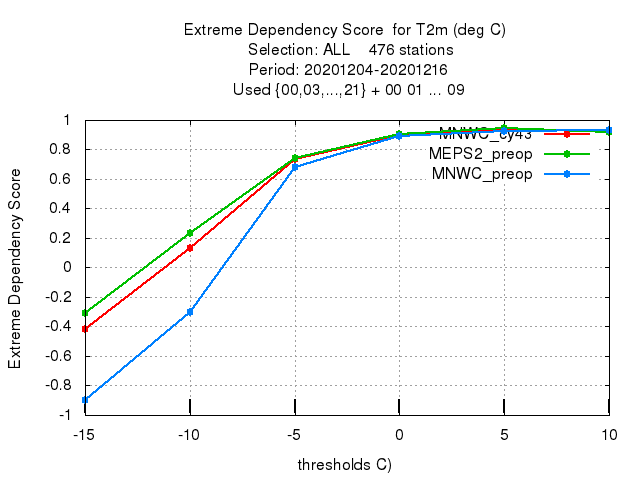 Extreme Dependency Score  for T2m (deg C)
Selection: ALL    476 stations
Period: 20201204-20201216
Used {00,03,...,21} + 00 01 ... 09
Extreme Dependency Score
1
0.8
0.6
0.4
0.2
0
-0.2
-0.4
-0.6
-0.8
-1
MNWC_cy43
MEPS2_preop
MNWC_preop
-15
-10
-5
0
5
10
thresholds C)